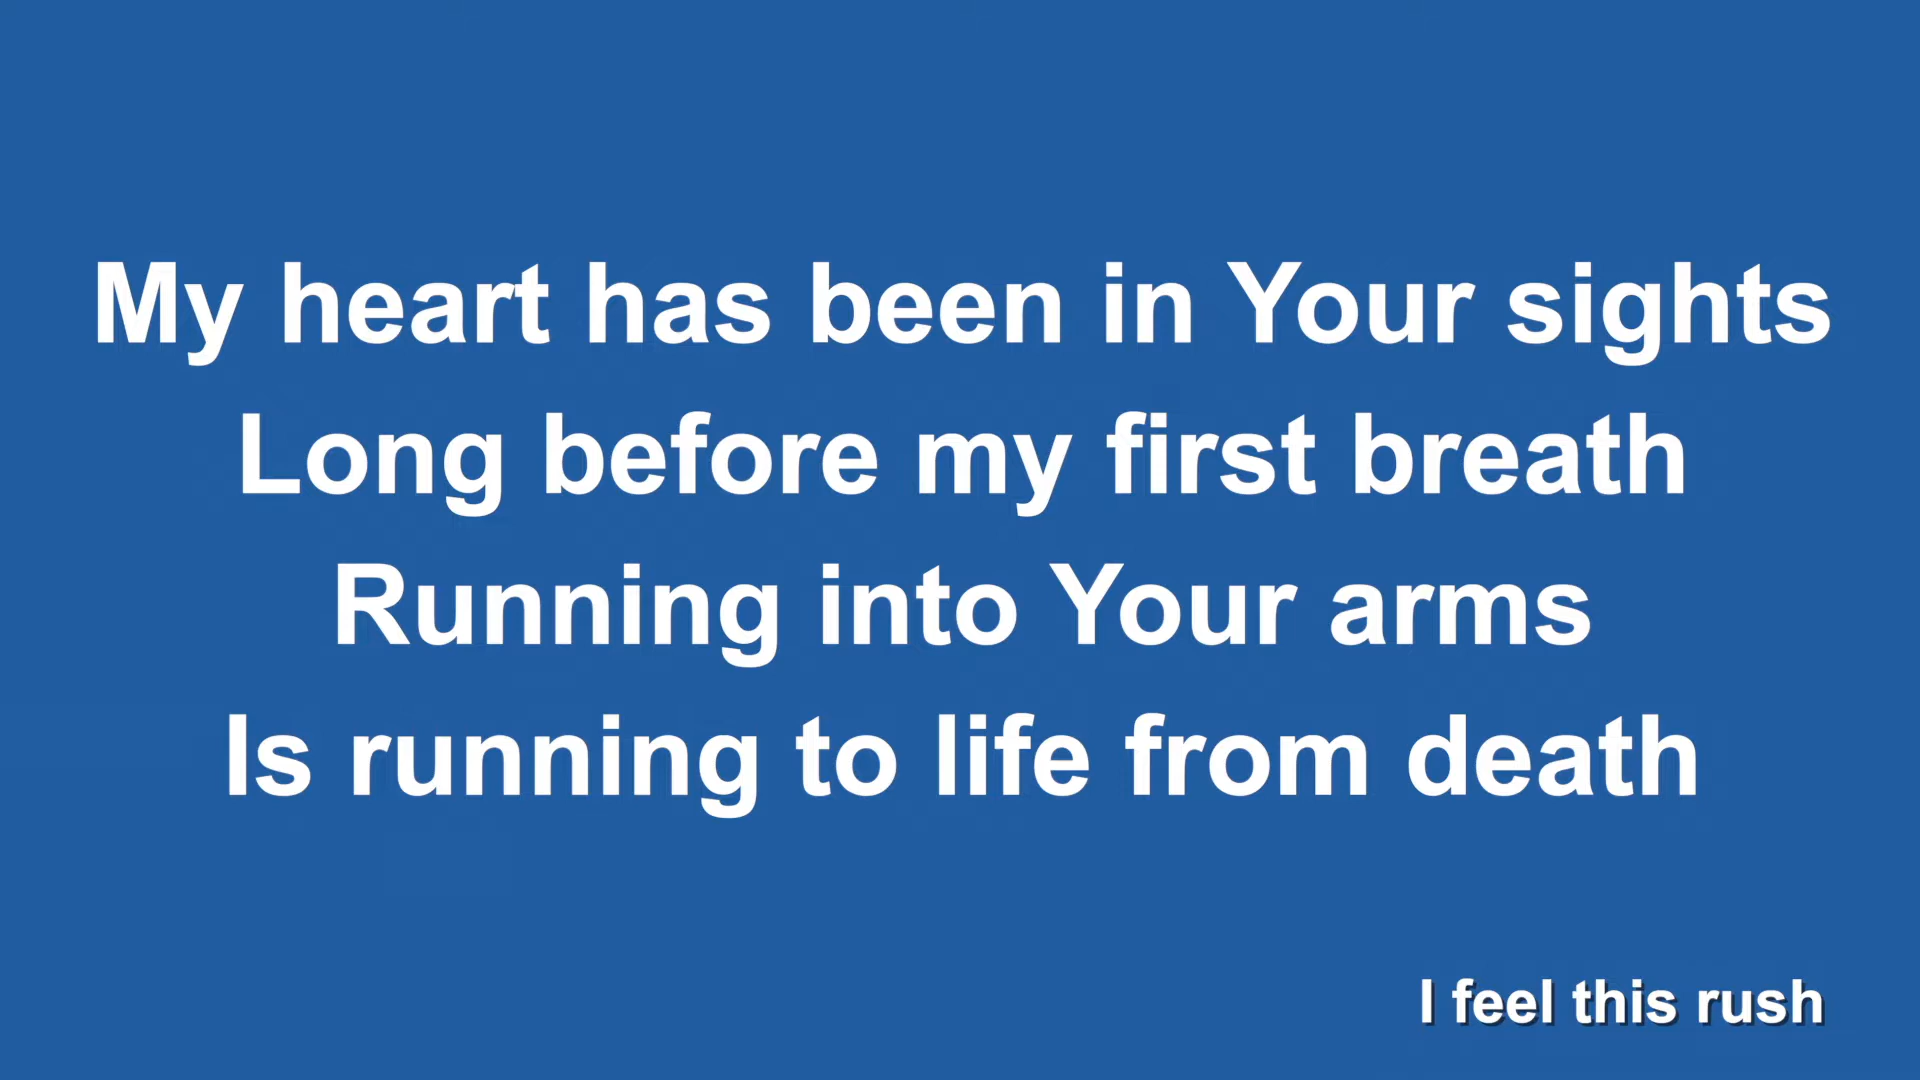 My heart has been in Your sights
Long before my first breath
Running into Your arms
Is running to life from death
I feel this rush